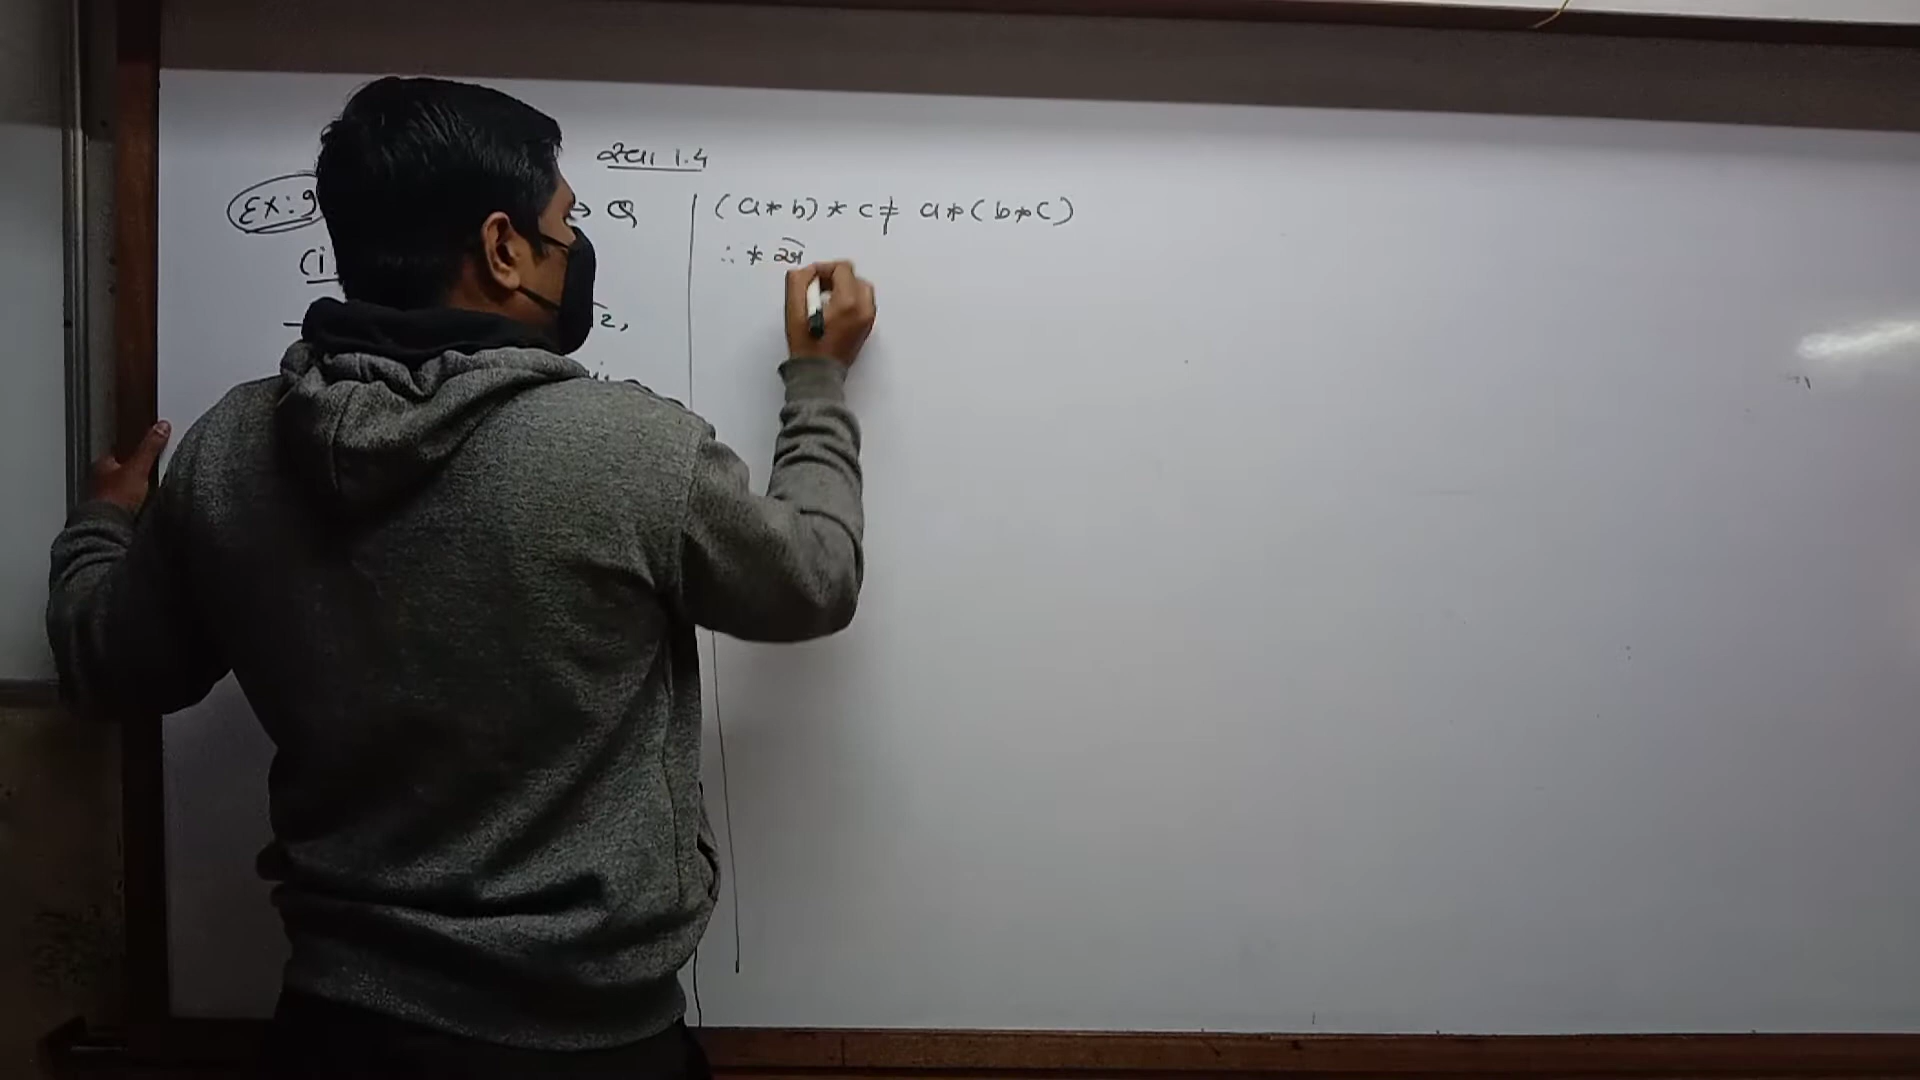 સ્વા 1.4
Ex: 9 → Q
(i)
2,
(a * b) * c ≠ a * (b * c)
∴ *